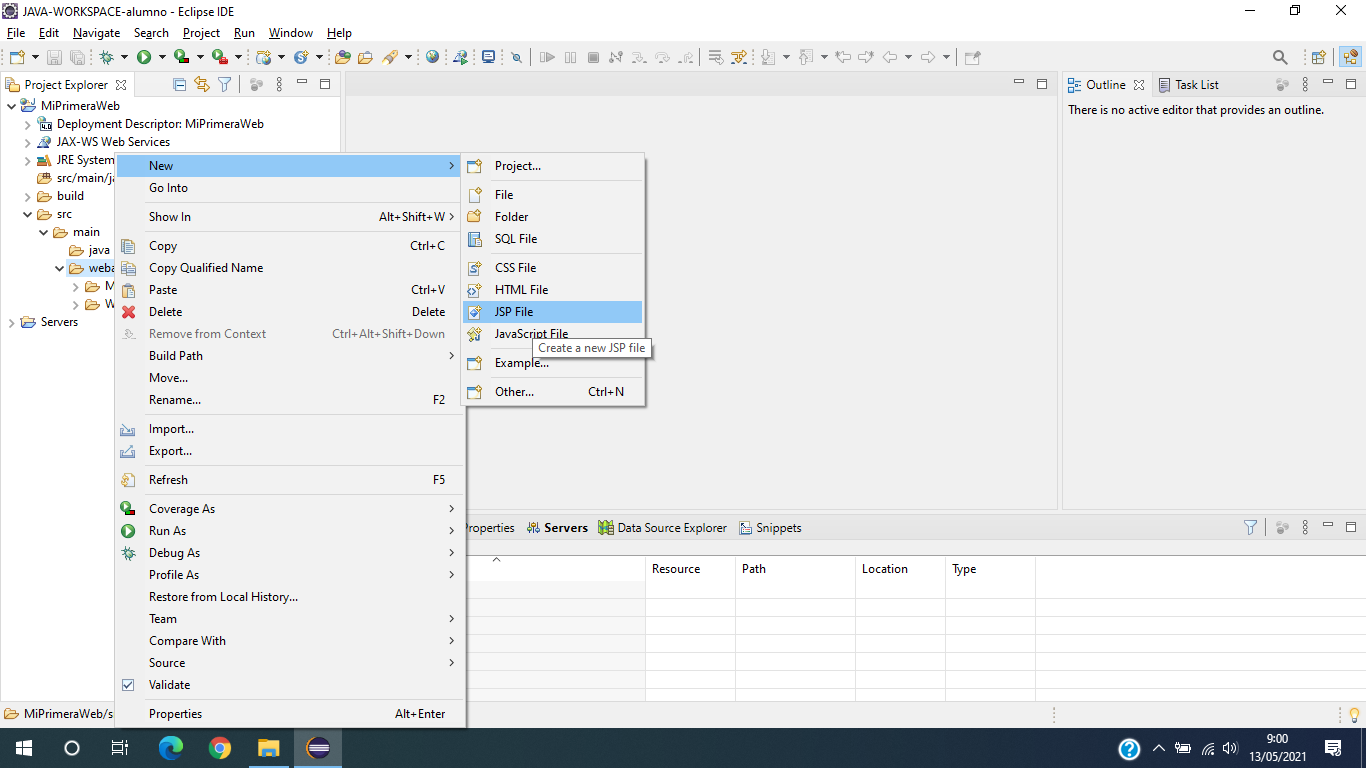 JAVA-WORKSPACE-alumno - Eclipse IDE
File Edit Navigate Search Project Run Window Help
Project Explorer
MiPrimeraWeb
Deployment Descriptor: MiPrimeraWeb
JAX-WS Web Services
JRE System
src/main/ja
build
src
main
java
weba
M
W
Servers
New
Go Into
Show In Alt+Shift+W
Copy Ctrl+C
Copy Qualified Name
Paste Ctrl+V
Delete Delete
Remove from Context Ctrl+Alt+Shift+Down
Build Path
Move...
Rename... F2
Import...
Export...
Refresh F5
Coverage As
Run As
Debug As
Profile As
Restore from Local History...
Team
Compare With
Source
Validate
Properties Alt+Enter
Project...
File
Folder
SQL File
CSS File
HTML File
JSP File
JavaScript File
Create a new JSP file
Example...
Other... Ctrl+N
Outline Task List
There is no active editor that provides an outline.
Properties Servers Data Source Explorer Snippets
Resource Path Location Type
MiPrimeraWeb/s
9:00
13/05/2021